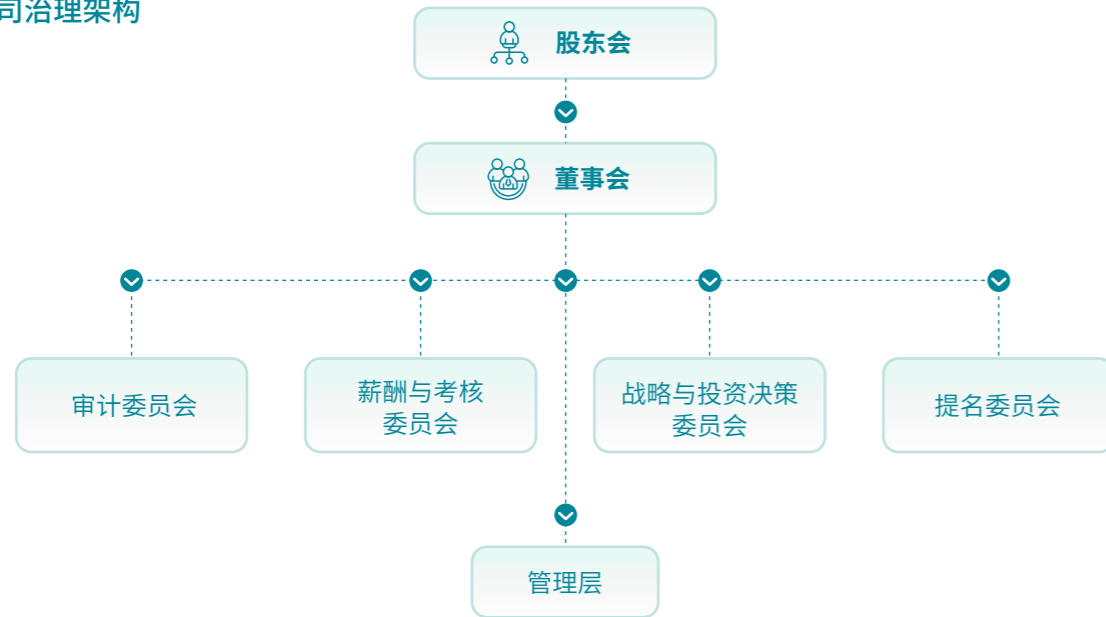 司治理架构
股东会
董事会
审计委员会
薪酬与考核
委员会
战略与投资决策
委员会
提名委员会
管理层